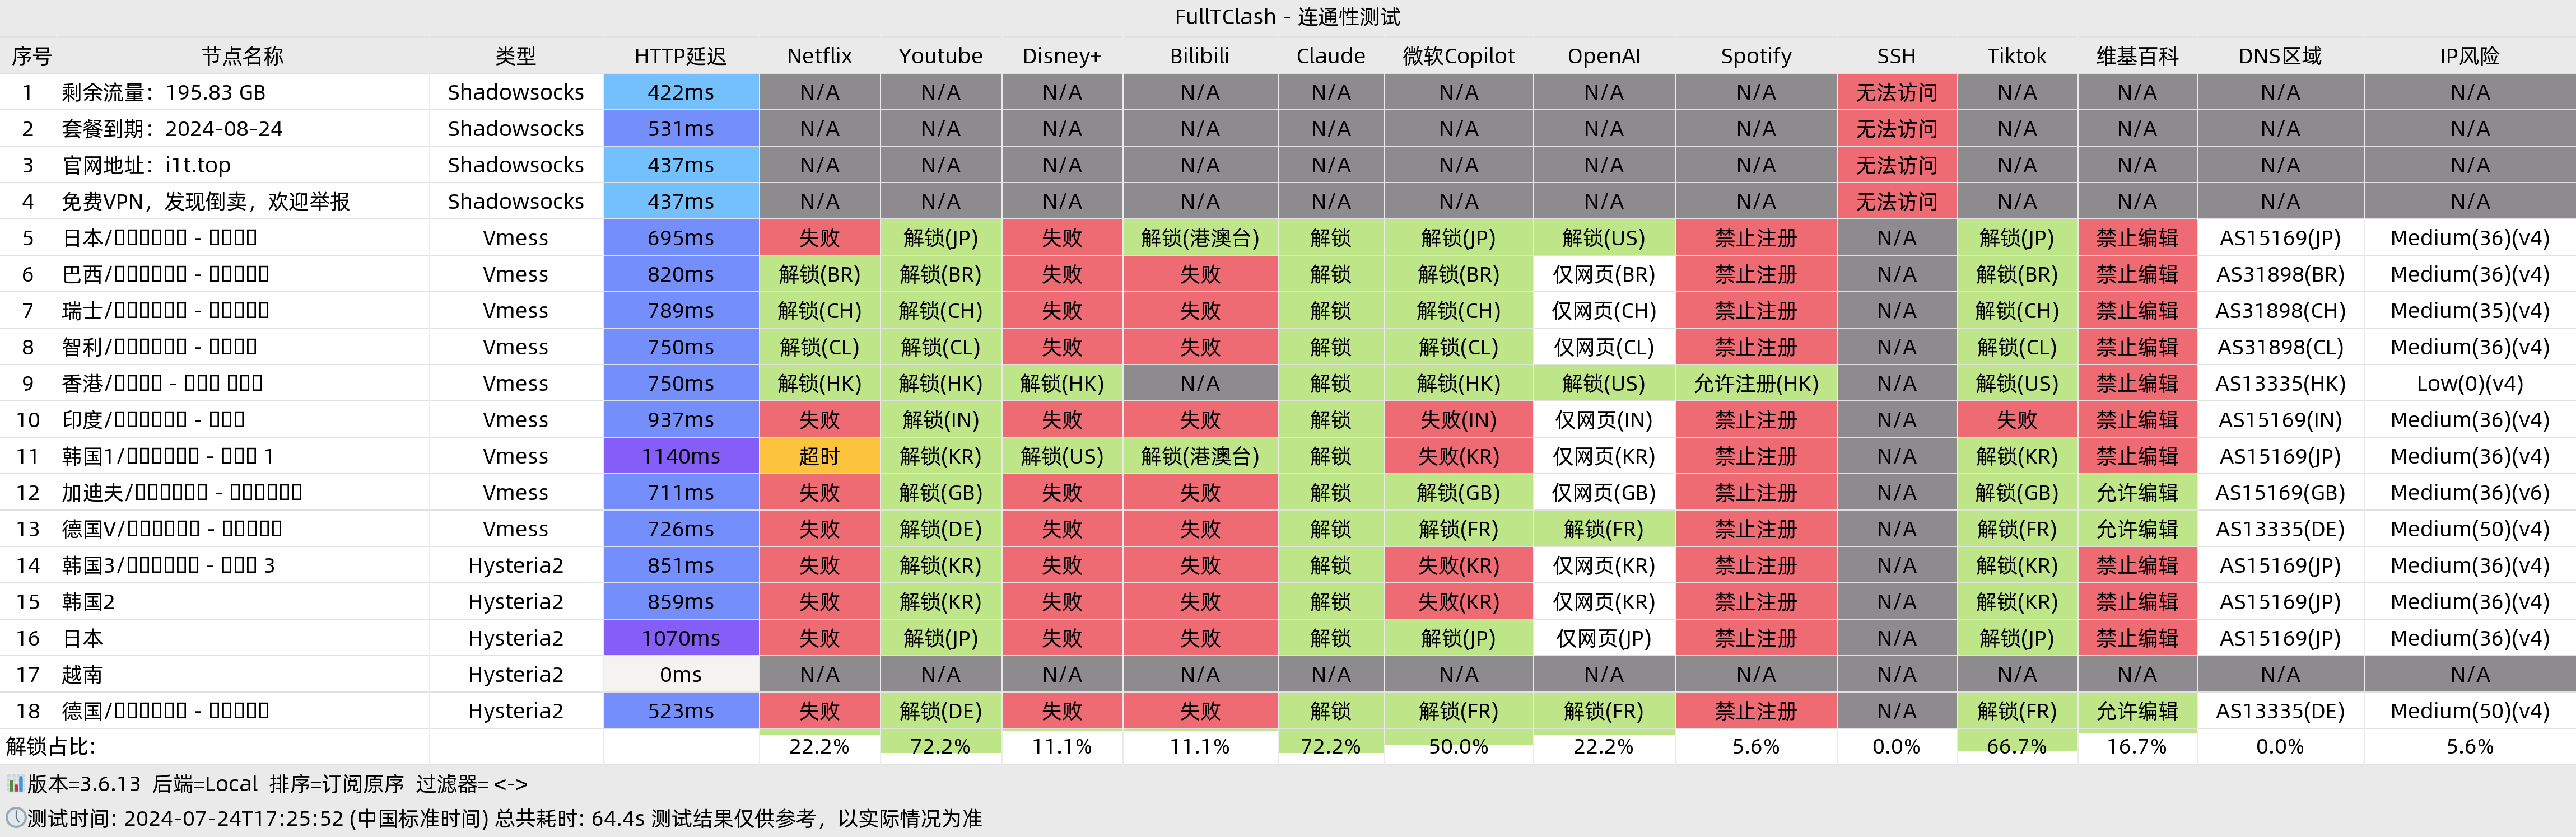 FullTClash - 连通性测试
序号 节点名称 类型 HTTP延迟 Netflix Youtube Disney+ Bilibili Claude 微软Copilot OpenAI Spotify SSH Tiktok 维基百科 DNS区域 IP风险
1 剩余流量：195.83 GB Shadowsocks 422ms N/A N/A N/A N/A N/A N/A N/A N/A 无法访问 N/A N/A N/A N/A
2 套餐到期：2024-08-24 Shadowsocks 531ms N/A N/A N/A N/A N/A N/A N/A N/A 无法访问 N/A N/A N/A N/A
3 官网地址：i1t.top Shadowsocks 437ms N/A N/A N/A N/A N/A N/A N/A N/A 无法访问 N/A N/A N/A N/A
4 免费VPN，发现倒卖，欢迎举报 Shadowsocks 437ms N/A N/A N/A N/A N/A N/A N/A N/A 无法访问 N/A N/A N/A N/A
5 日本/ - Vmess 695ms 失败 解锁(JP) 失败 解锁(港澳台) 解锁 解锁(JP) 解锁(US) 禁止注册 N/A 解锁(JP) 禁止编辑 AS15169(JP) Medium(36)(v4)
6 巴西/ - Vmess 820ms 解锁(BR) 解锁(BR) 失败 失败 解锁 解锁(BR) 仅网页(BR) 禁止注册 N/A 解锁(BR) 禁止编辑 AS31898(BR) Medium(36)(v4)
7 瑞士/ - Vmess 789ms 解锁(CH) 解锁(CH) 失败 失败 解锁 解锁(CH) 仅网页(CH) 禁止注册 N/A 解锁(CH) 禁止编辑 AS31898(CH) Medium(35)(v4)
8 智利/ - Vmess 750ms 解锁(CL) 解锁(CL) 失败 失败 解锁 解锁(CL) 仅网页(CL) 禁止注册 N/A 解锁(CL) 禁止编辑 AS31898(CL) Medium(36)(v4)
9 香港/ - Vmess 750ms 解锁(HK) 解锁(HK) 解锁(HK) N/A 解锁 解锁(HK) 解锁(US) 允许注册(HK) N/A 解锁(US) 禁止编辑 AS13335(HK) Low(0)(v4)
10 印度/ - Vmess 937ms 失败 解锁(IN) 失败 失败 解锁 失败(IN) 仅网页(IN) 禁止注册 N/A 失败 禁止编辑 AS15169(IN) Medium(36)(v4)
11 韩国1/ - 1 Vmess 1140ms 超时 解锁(KR) 解锁(US) 解锁(港澳台) 解锁 失败(KR) 仅网页(KR) 禁止注册 N/A 解锁(KR) 禁止编辑 AS15169(JP) Medium(36)(v4)
12 加迪夫/ - Vmess 711ms 失败 解锁(GB) 失败 失败 解锁 解锁(GB) 仅网页(GB) 禁止注册 N/A 解锁(GB) 允许编辑 AS15169(GB) Medium(36)(v6)
13 德国V/ - Vmess 726ms 失败 解锁(DE) 失败 失败 解锁 解锁(FR) 解锁(FR) 禁止注册 N/A 解锁(FR) 允许编辑 AS13335(DE) Medium(50)(v4)
14 韩国3/ - 3 Hysteria2 851ms 失败 解锁(KR) 失败 失败 解锁 失败(KR) 仅网页(KR) 禁止注册 N/A 解锁(KR) 禁止编辑 AS15169(JP) Medium(36)(v4)
15 韩国2 Hysteria2 859ms 失败 解锁(KR) 失败 失败 解锁 失败(KR) 仅网页(KR) 禁止注册 N/A 解锁(KR) 禁止编辑 AS15169(JP) Medium(36)(v4)
16 日本 Hysteria2 1070ms 失败 解锁(JP) 失败 失败 解锁 解锁(JP) 仅网页(JP) 禁止注册 N/A 解锁(JP) 禁止编辑 AS15169(JP) Medium(36)(v4)
17 越南 Hysteria2 0ms N/A N/A N/A N/A N/A N/A N/A N/A N/A N/A N/A N/A N/A
18 德国/ - Hysteria2 523ms 失败 解锁(DE) 失败 失败 解锁 解锁(FR) 解锁(FR) 禁止注册 N/A 解锁(FR) 允许编辑 AS13335(DE) Medium(50)(v4)
解锁占比: 22.2% 72.2% 11.1% 11.1% 72.2% 50.0% 22.2% 5.6% 0.0% 66.7% 16.7% 0.0% 5.6%
版本=3.6.13 后端=Local 排序=订阅原序 过滤器= <->
测试时间: 2024-07-24T17:25:52 (中国标准时间) 总共耗时: 64.4s 测试结果仅供参考，以实际情况为准